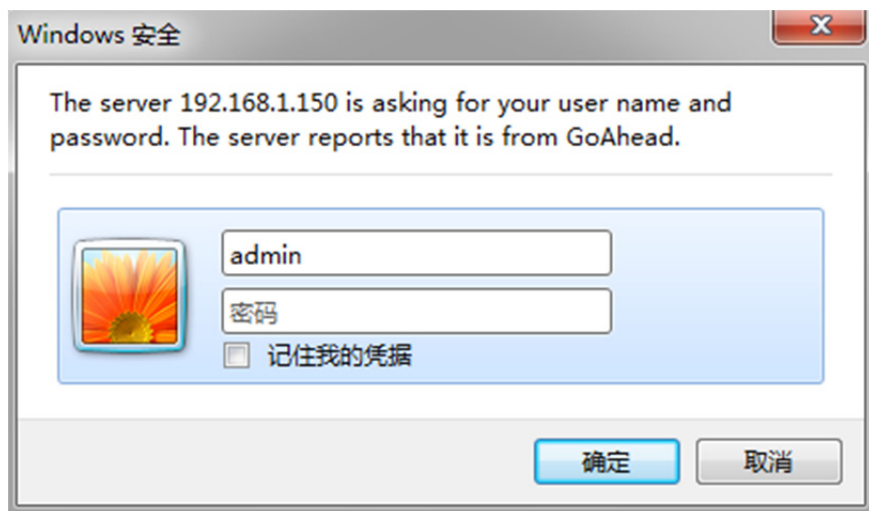 Windows 安全
The server 192.168.1.150 is asking for your user name and
password. The server reports that it is from GoAhead.
admin
密码
记住我的凭据
确定
取消